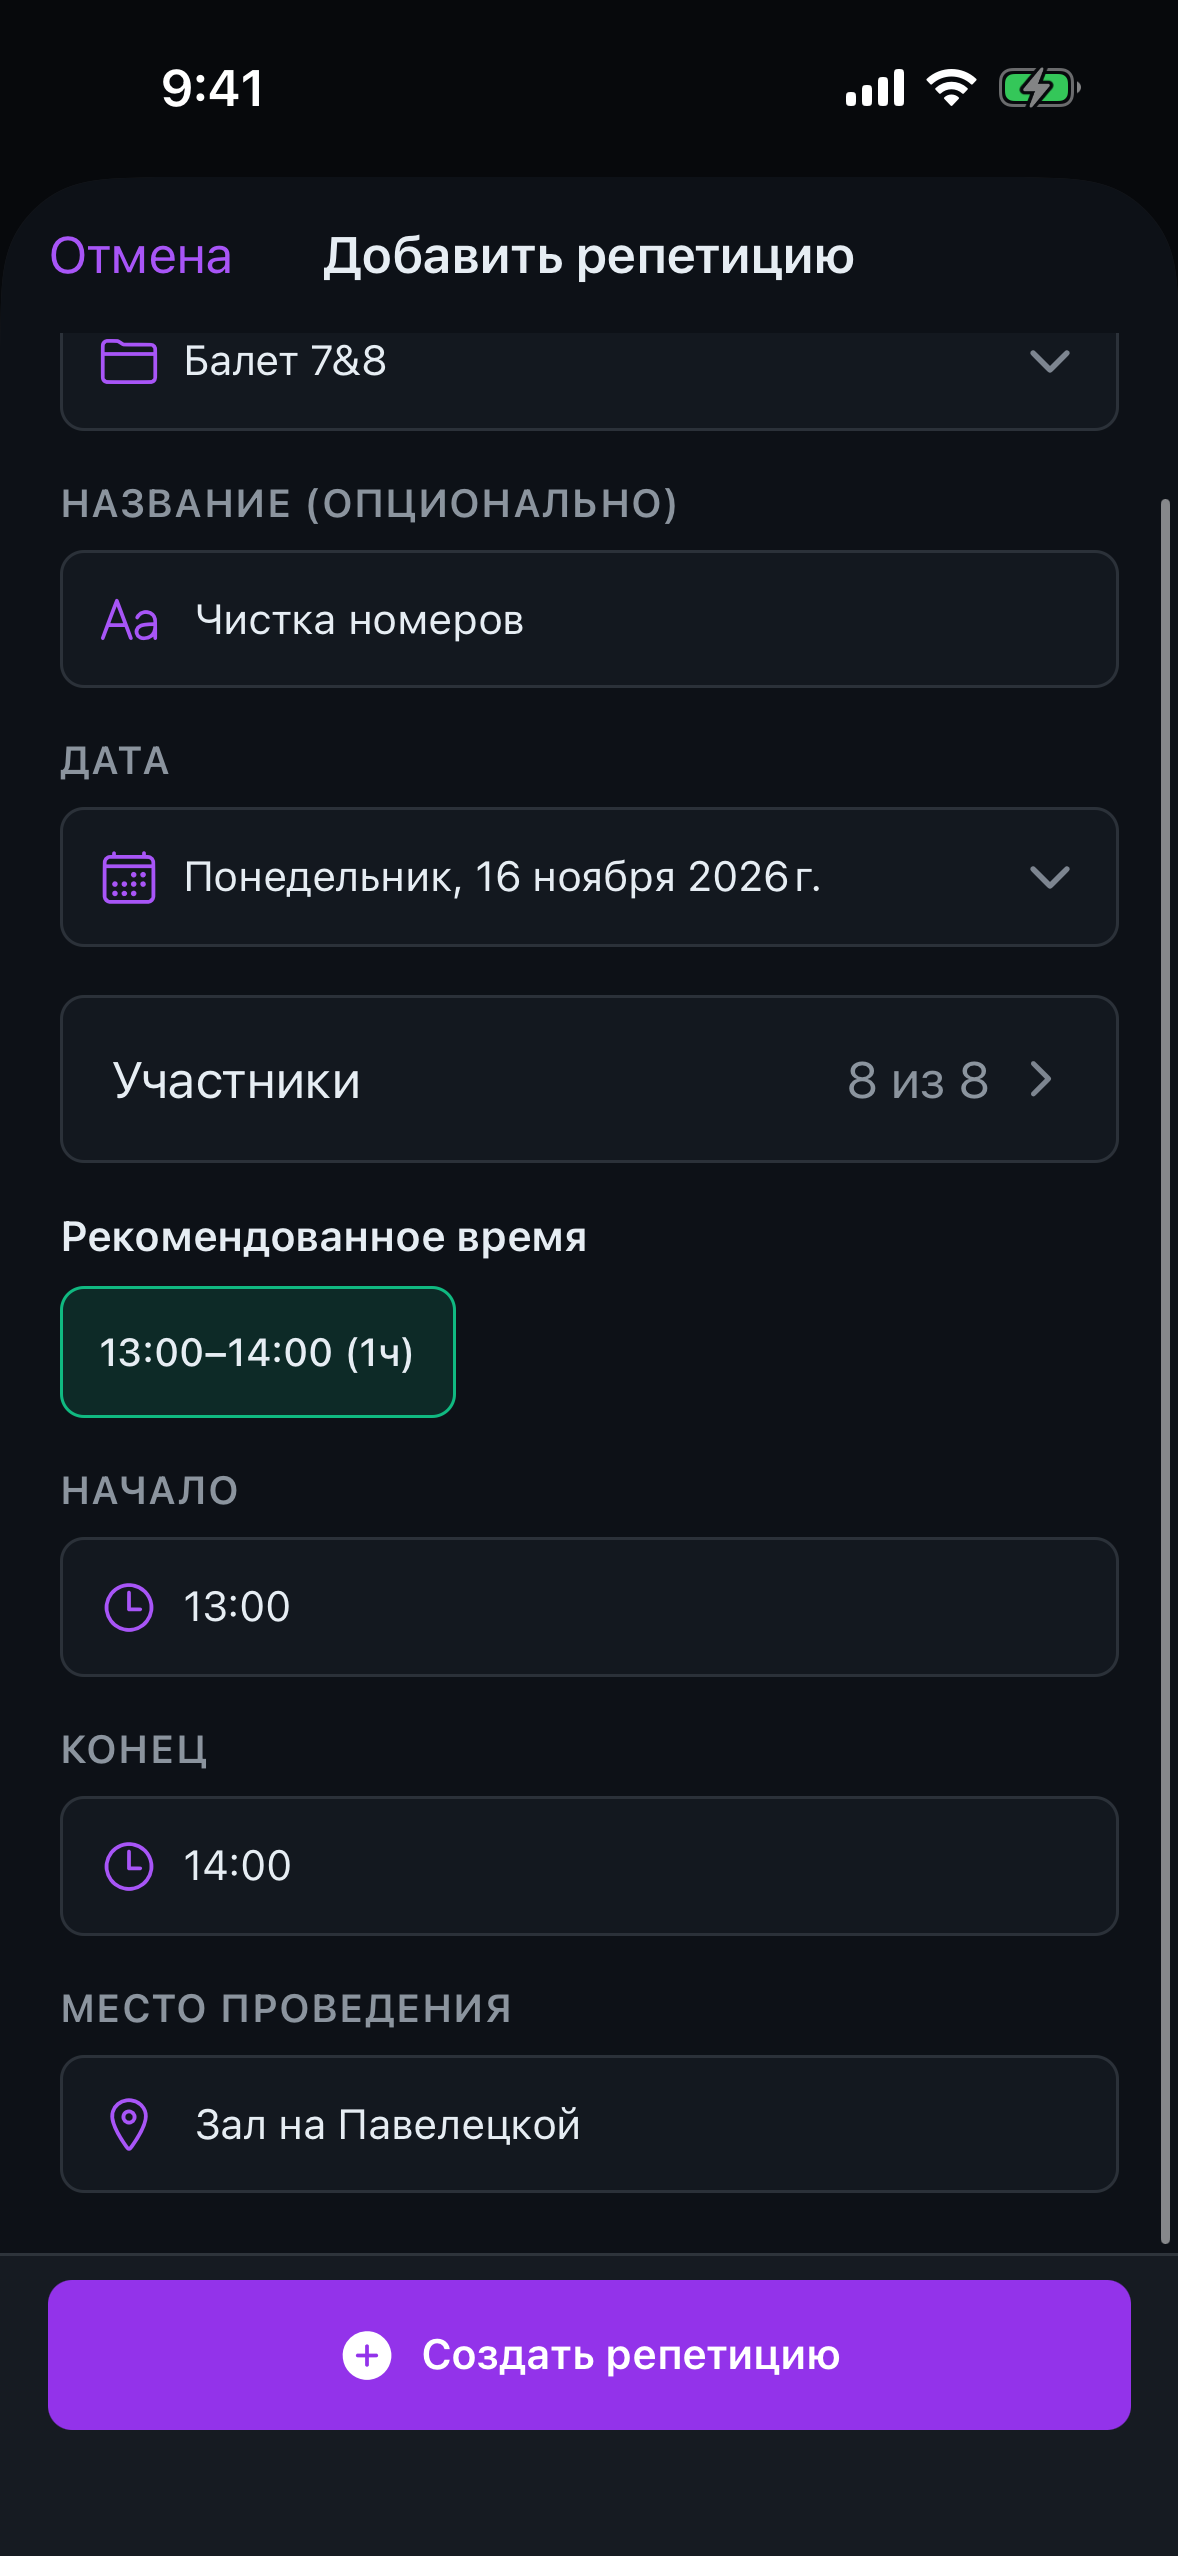 9:41
Отмена
Добавить репетицию
Балет 7&8
НАЗВАНИЕ (ОПЦИОНАЛЬНО)
Aa Чистка номеров
ДАТА
Понедельник, 16 ноября 2026 г.
Участники
8 из 8
Рекомендованное время
13:00–14:00 (1ч)
НАЧАЛО
13:00
КОНЕЦ
14:00
МЕСТО ПРОВЕДЕНИЯ
Зал на Павелецкой
Создать репетицию